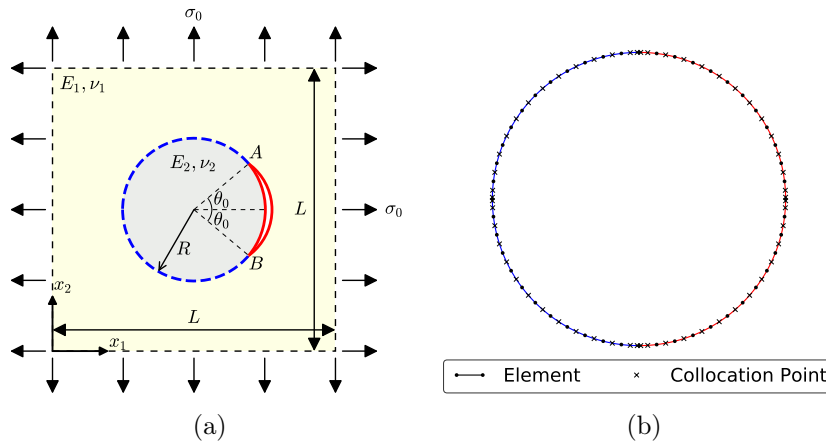 σ₀
E₁, ν₁
A
E₂, ν₂
θ₀
θ₀
L
σ₀
R
B
x₂
L
x₁
Element
Collocation Point
(a)
(b)